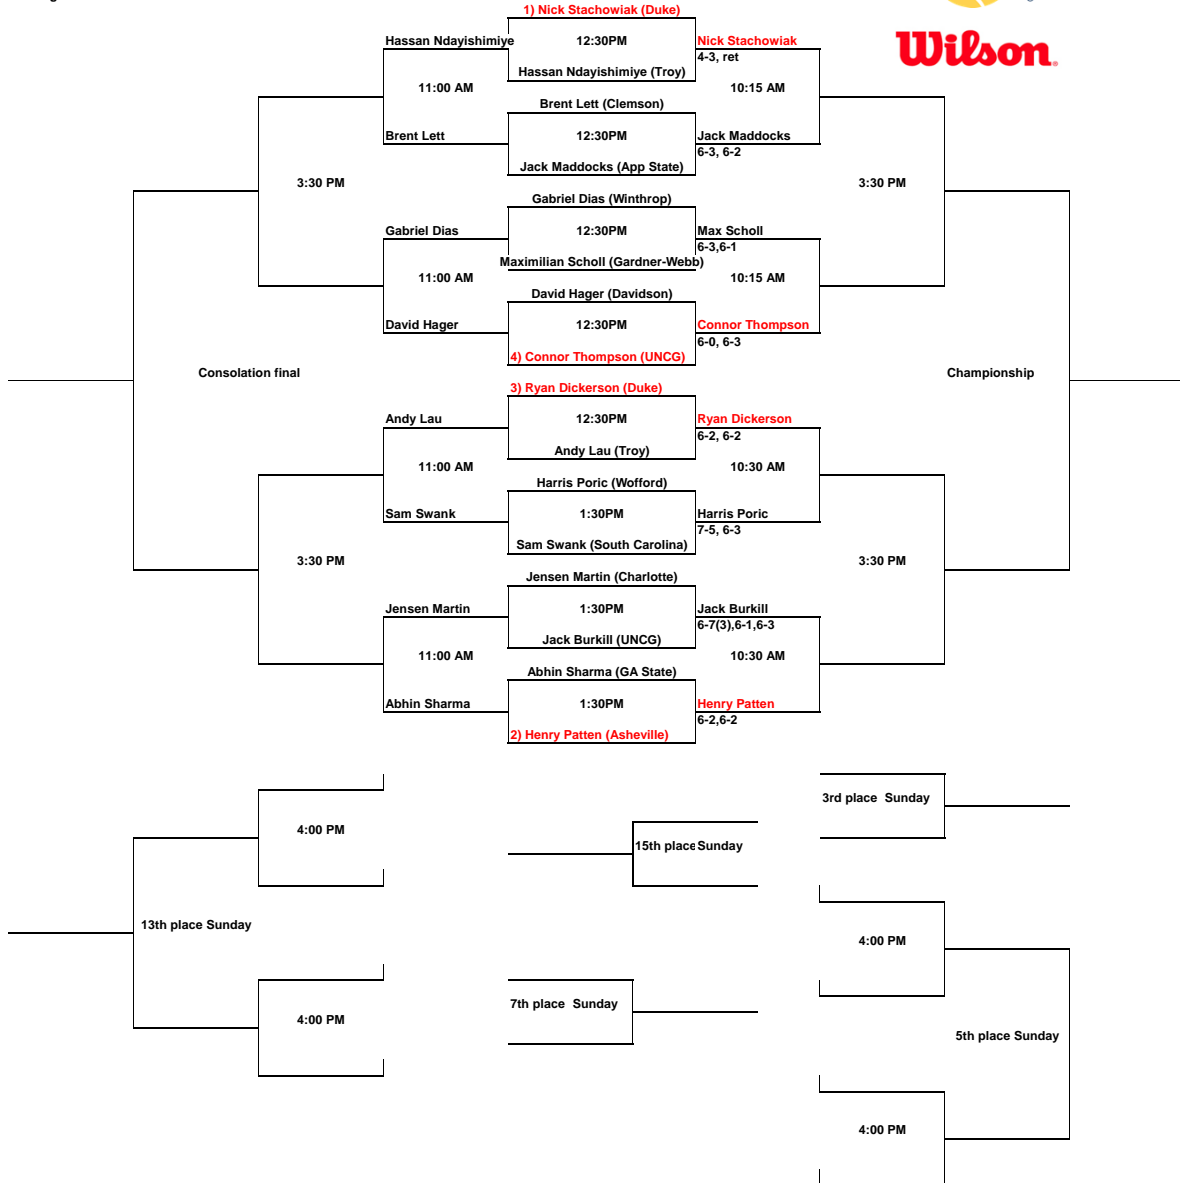 1) Nick Stachowiak (Duke)
Hassan Ndayishimiye
12:30PM
Nick Stachowiak
4-3, ret
Wilson
Hassan Ndayishimiye (Troy)
11:00 AM
10:15 AM
Brent Lett (Clemson)
Brent Lett
12:30PM
Jack Maddocks
6-3, 6-2
Jack Maddocks (App State)
3:30 PM
3:30 PM
Gabriel Dias (Winthrop)
Gabriel Dias
12:30PM
Max Scholl
6-3,6-1
Maximilian Scholl (Gardner-Webb)
11:00 AM
10:15 AM
David Hager (Davidson)
David Hager
12:30PM
Connor Thompson
6-0, 6-3
4) Connor Thompson (UNCG)
Consolation final
Championship
3) Ryan Dickerson (Duke)
Andy Lau
12:30PM
Ryan Dickerson
6-2, 6-2
Andy Lau (Troy)
11:00 AM
10:30 AM
Harris Poric (Wofford)
Sam Swank
1:30PM
Harris Poric
7-5, 6-3
Sam Swank (South Carolina)
3:30 PM
3:30 PM
Jensen Martin (Charlotte)
Jensen Martin
1:30PM
Jack Burkill
6-7(3),6-1,6-3
Jack Burkill (UNCG)
11:00 AM
10:30 AM
Abhin Sharma (GA State)
Abhin Sharma
1:30PM
Henry Patten
6-2,6-2
2) Henry Patten (Asheville)
3rd place Sunday
4:00 PM
15th place Sunday
13th place Sunday
4:00 PM
7th place Sunday
4:00 PM
5th place Sunday
4:00 PM